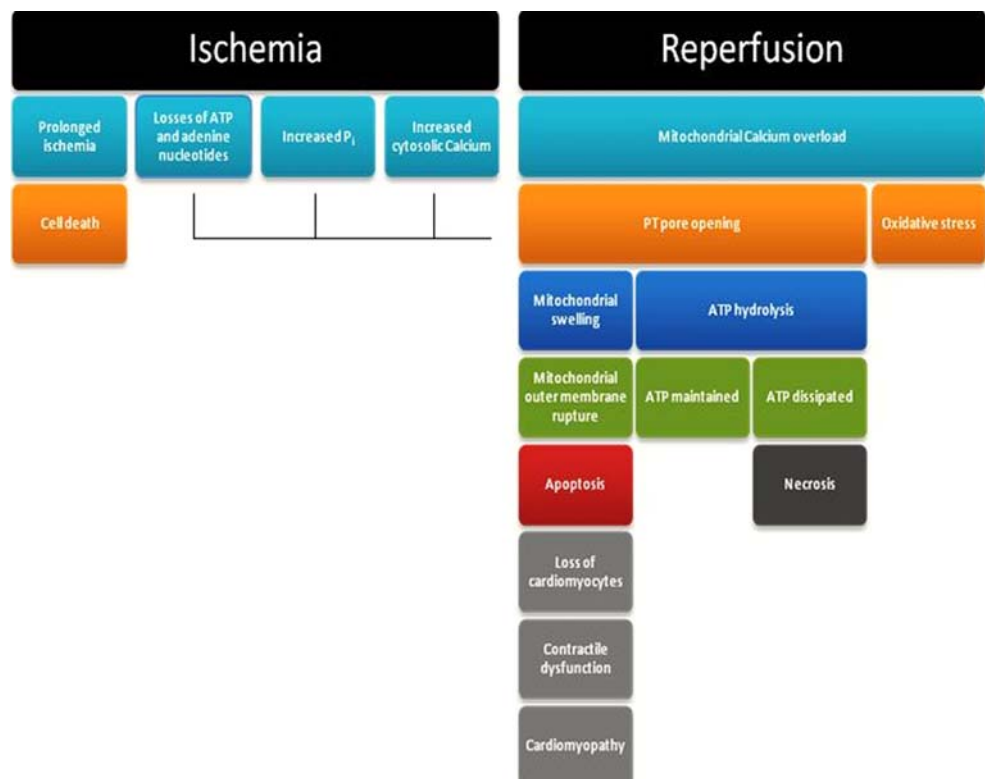 Ischemia
Reperfusion
Prolonged
ischemia
Losses of ATP
and adenine
nucleotides
Increased Pi
Increased
cytosolic Calcium
Mitochondrial Calcium overload
Cell death
PT pore opening
Oxidative stress
Mitochondrial
swelling
ATP hydrolysis
Mitochondrial
outer membrane
rupture
ATP maintained
ATP dissipated
Apoptosis
Necrosis
Loss of
cardiomyocytes
Contractile
dysfunction
Cardiomyopathy